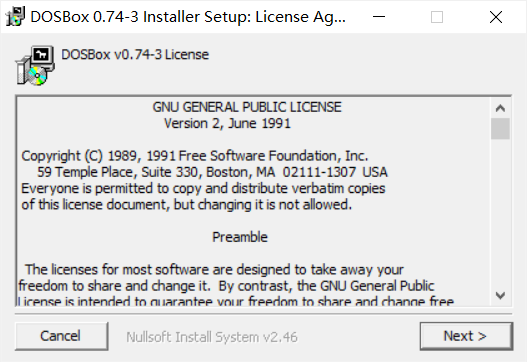 DOSBox 0.74-3 Installer Setup: License Ag...
DOSBox v0.74-3 License
GNU GENERAL PUBLIC LICENSE
Version 2, June 1991
Copyright (C) 1989, 1991 Free Software Foundation, Inc.
59 Temple Place, Suite 330, Boston, MA  02111-1307  USA
Everyone is permitted to copy and distribute verbatim copies
of this license document, but changing it is not allowed.
Preamble
The licenses for most software are designed to take away your
freedom to share and change it.  By contrast, the GNU General Public
License is intended to guarantee your freedom to share and change free
Cancel
Nullsoft Install System v2.46
Next >